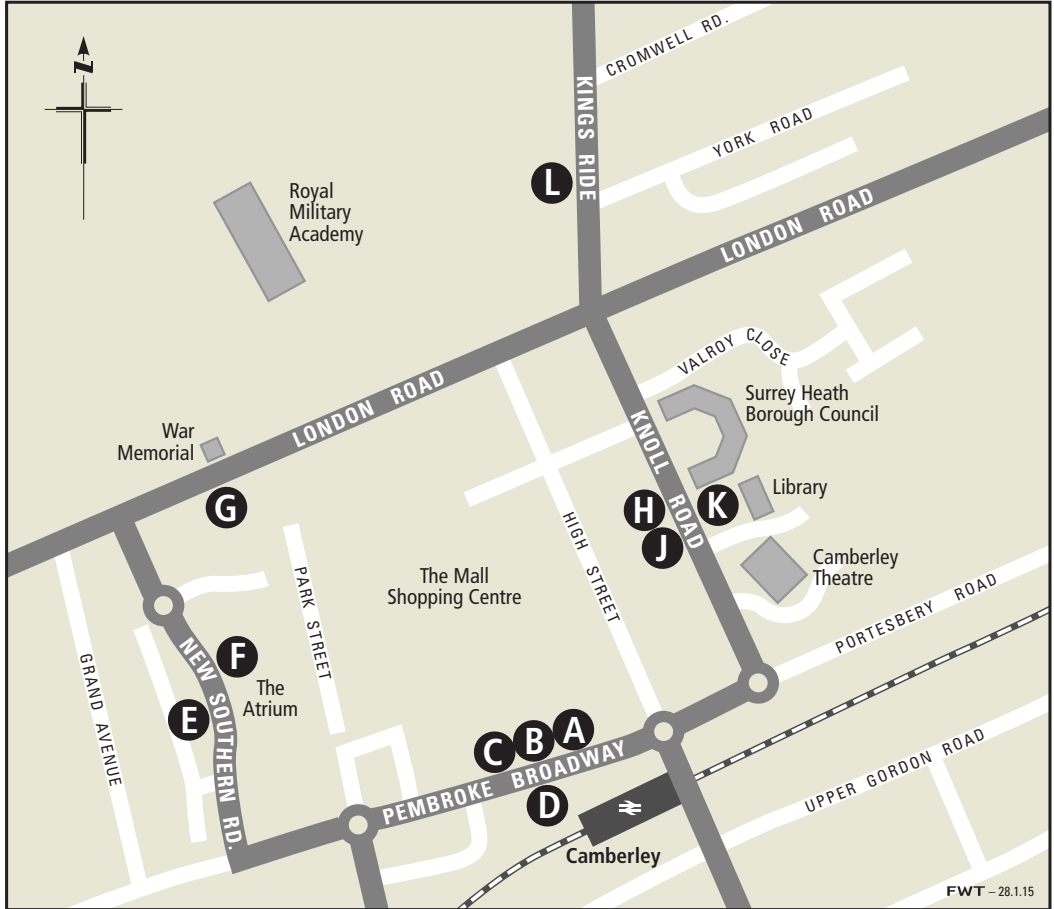 N
CROMWELL RD.
KINGS RIDE
YORK ROAD
L
Royal
Military
Academy
LONDON ROAD
VALROY CLOSE
LONDON ROAD
Surrey Heath
Borough Council
War
Memorial
KNOLL ROAD
Library
G
H
K
J
HIGH STREET
Camberley
Theatre
The Mall
Shopping Centre
PARK STREET
PORTESBERY ROAD
NEW SOUTHERN RD.
F
The
Atrium
E
GRAND AVENUE
A
B
C
PEMBROKE BROADWAY
D
UPPER GORDON ROAD
Camberley
FWT – 28.1.15